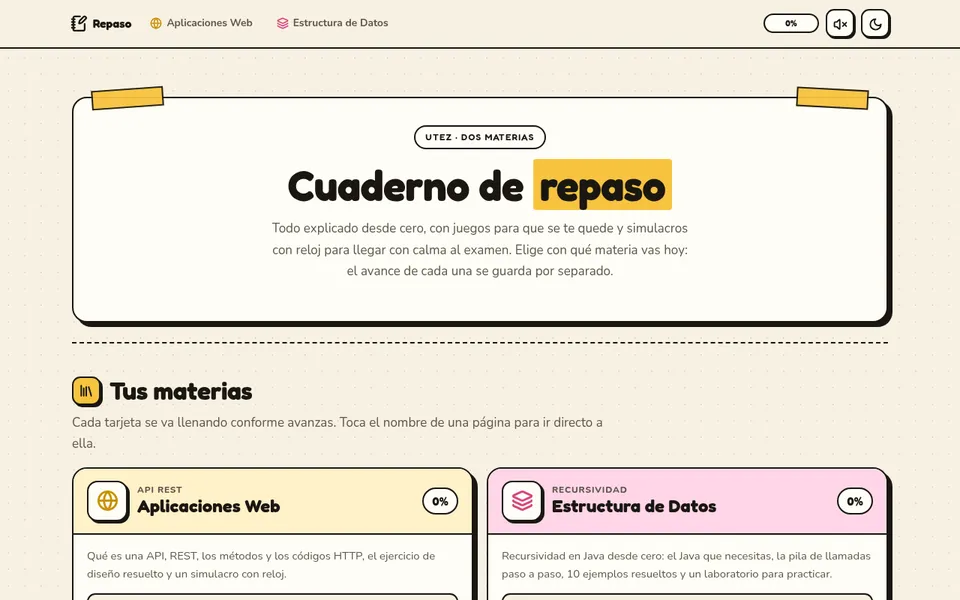 Repaso
Aplicaciones Web
Estructura de Datos
0%
UTEZ · DOS MATERIAS
Cuaderno de repaso
Todo explicado desde cero, con juegos para que se te quede y simulacros
con reloj para llegar con calma al examen. Elige con qué materia vas hoy:
el avance de cada una se guarda por separado.
Tus materias
Cada tarjeta se va llenando conforme avanzas. Toca el nombre de una página para ir directo a
ella.
API REST
Aplicaciones Web
0%
Qué es una API, REST, los métodos y los códigos HTTP, el ejercicio de
diseño resuelto y un simulacro con reloj.
RECURSIVIDAD
Estructura de Datos
0%
Recursividad en Java desde cero: el Java que necesitas, la pila de llamadas
paso a paso, 10 ejemplos resueltos y un laboratorio para practicar.